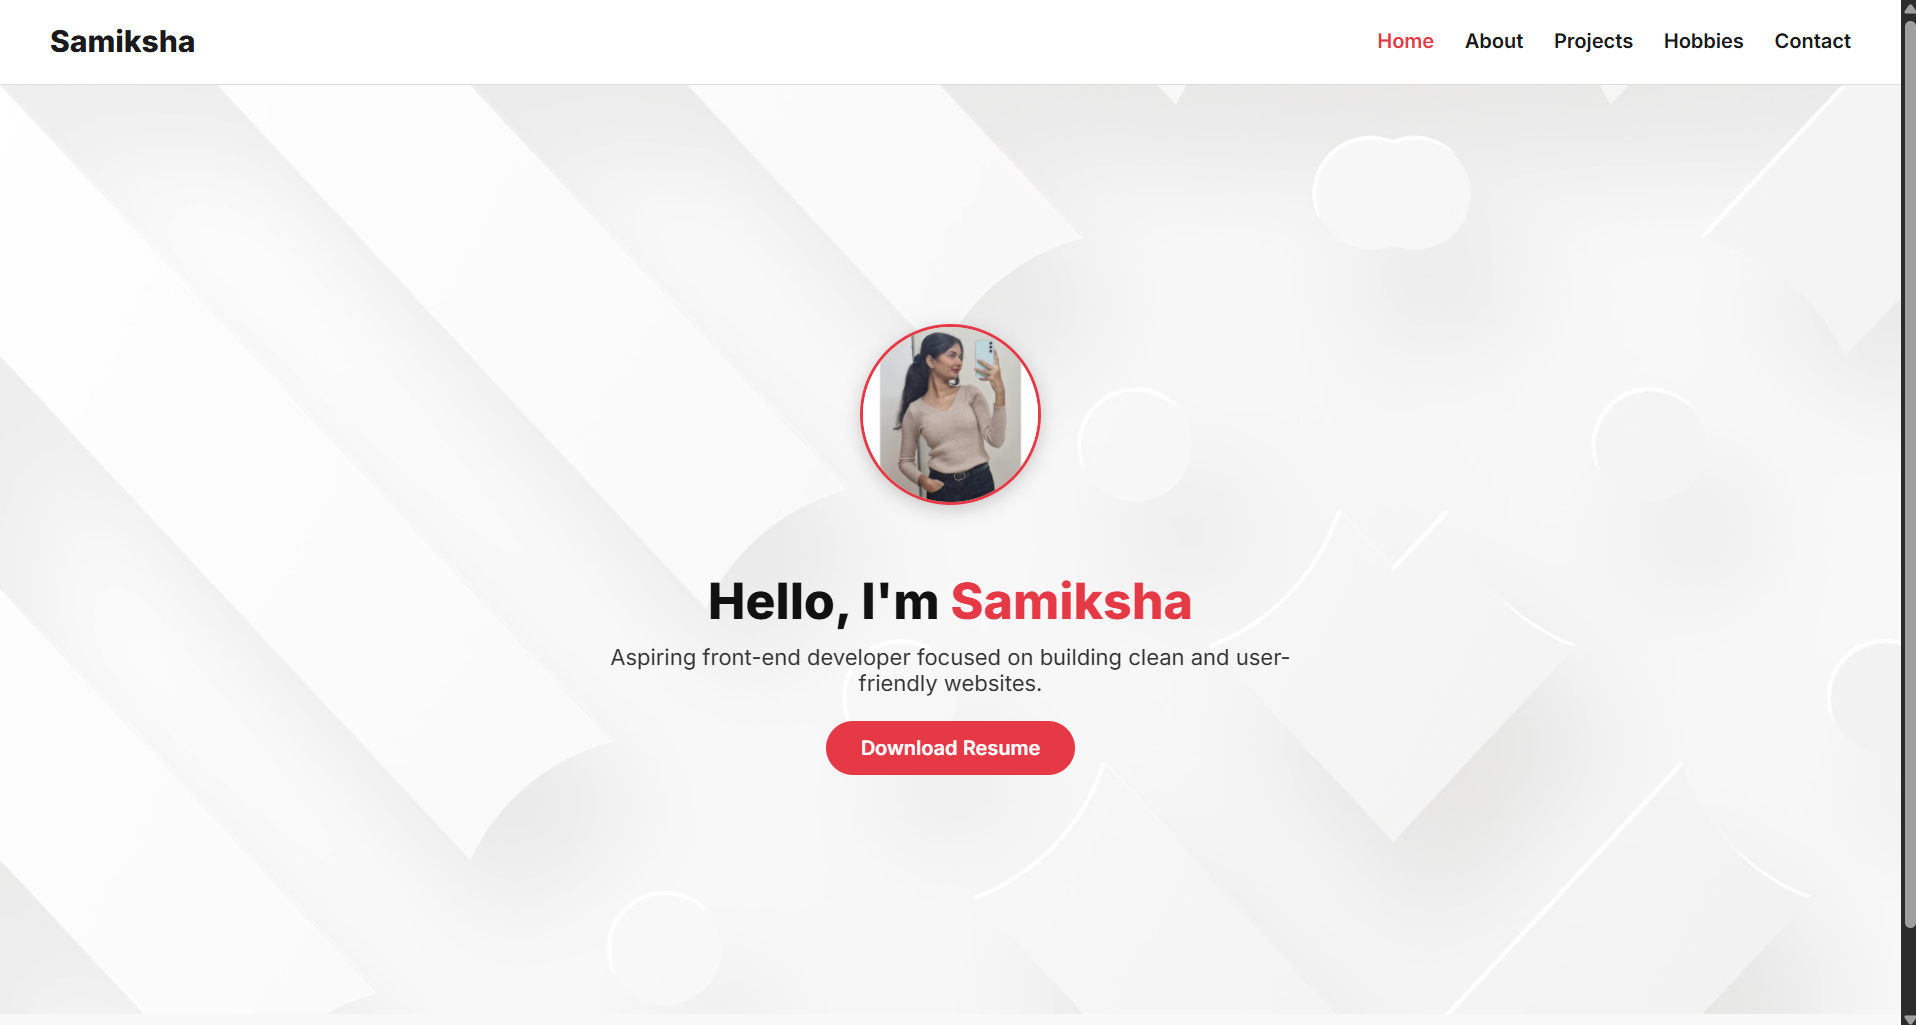 Samiksha
Home About Projects Hobbies Contact
Hello, I'm Samiksha
Aspiring front-end developer focused on building clean and user-
friendly websites.
Download Resume